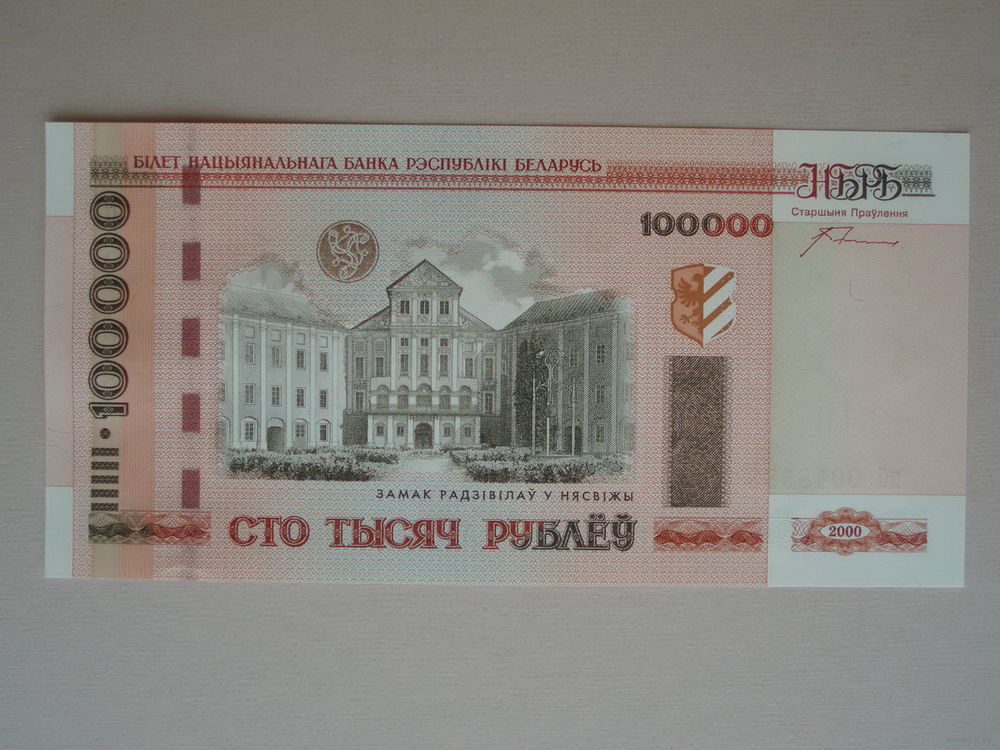 БІЛЕТ НАЦЫЯНАЛЬНАГА БАНКА РЭСПУБЛІКІ БЕЛАРУСЬ
НБРБ
Старшыня Праўлення
100000
100000
ЗАМАК РАДЗІВІЛАЎ У НЯСВІЖЫ
СТО ТЫСЯЧ РУБЛЁЎ
2000